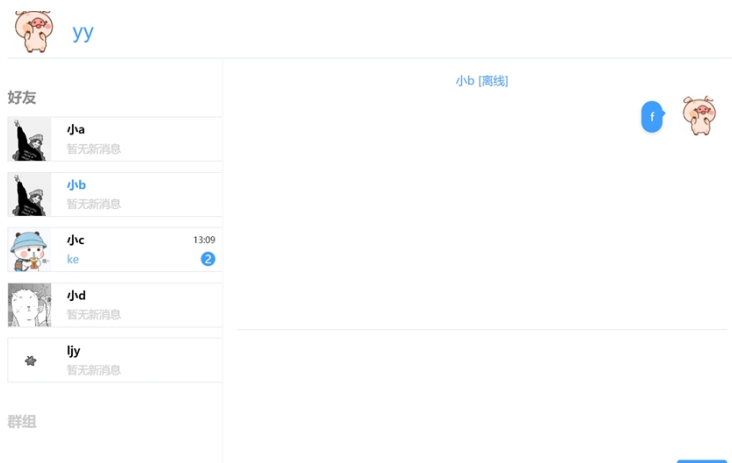 yy
好友
小a
暂无新消息
小b
暂无新消息
小c 13:09
ke 2
小d
暂无新消息
ljy
暂无新消息
群组
小b [离线]
f